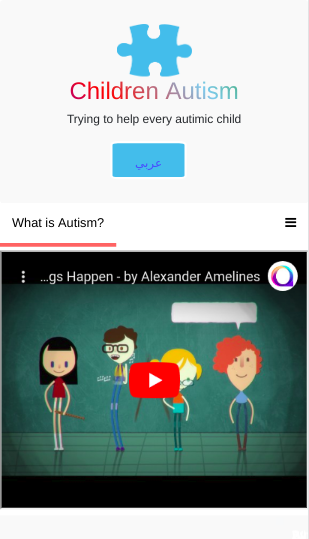 Children Autism
Trying to help every autimic child
عربي
What is Autism?
...gs Happen - by Alexander Amelines